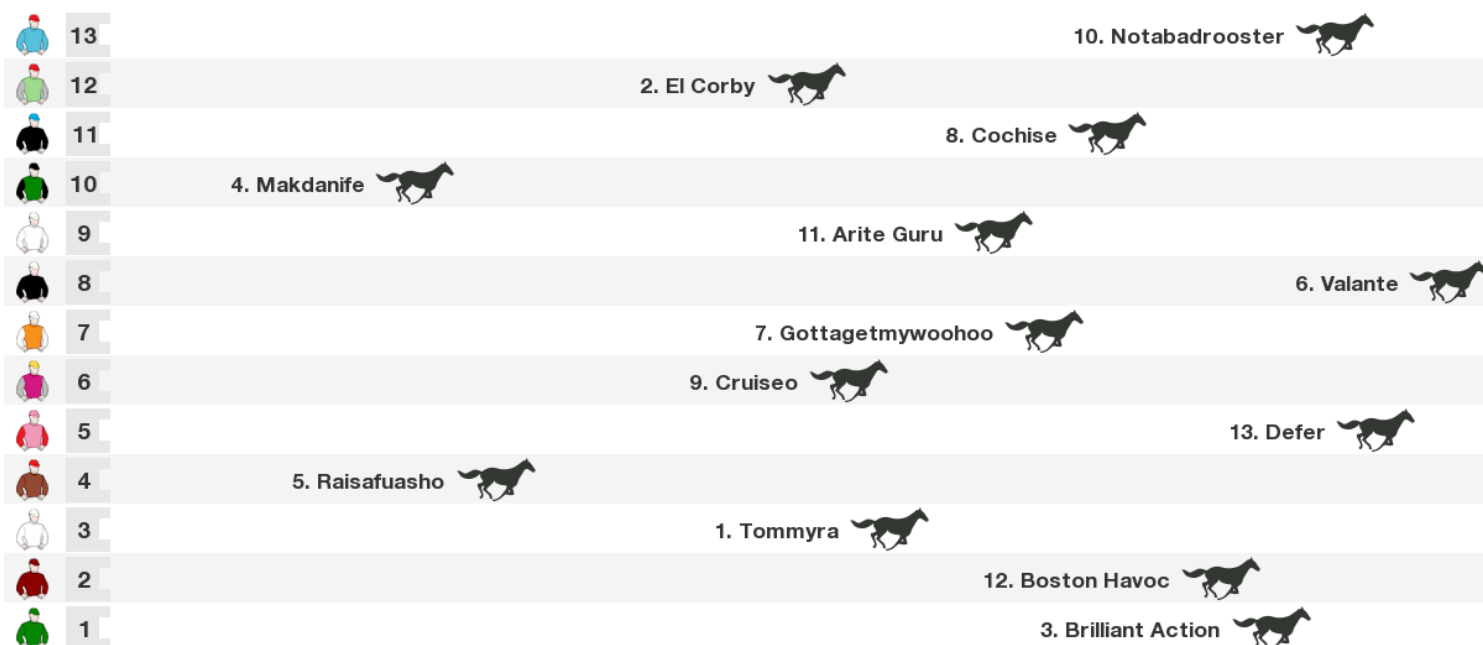 13 10. Notabadrooster
12 2. El Corby
11 8. Cochise
10 4. Makdanife
9 11. Arite Guru
8 6. Valante
7 7. Gottagetmywoohoo
6 9. Cruiseo
5 13. Defer
4 5. Raisafuasho
3 1. Tommyra
2 12. Boston Havoc
1 3. Brilliant Action